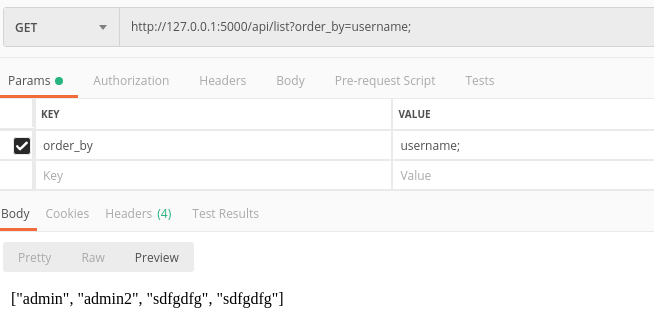 GET http://127.0.0.1:5000/api/list?order_by=username;
Params Authorization Headers Body Pre-request Script Tests
KEY VALUE
order_by username;
Key Value
Body Cookies Headers (4) Test Results
Pretty Raw Preview
["admin", "admin2", "sdfgdfg", "sdfgdfg"]